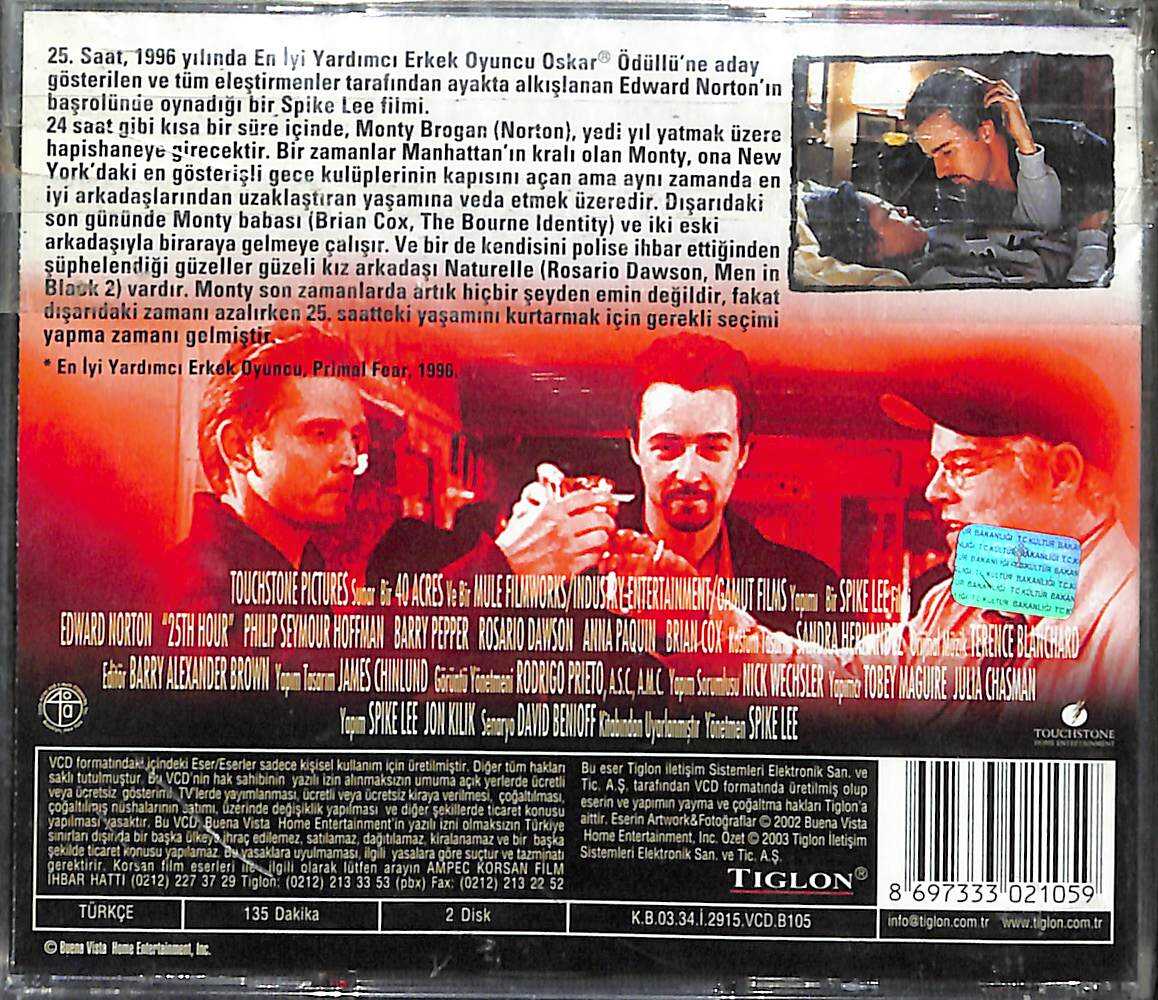 25. Saat, 1996 yılında En İyi Yardımcı Erkek Oyuncu Oskar® Ödüllü'ne aday
gösterilen ve tüm eleştirmenler tarafından ayakta alkışlanan Edward Norton'ın
başrolünde oynadığı bir Spike Lee filmi.
24 saat gibi kısa bir süre içinde, Monty Brogan (Norton), yedi yıl yatmak üzere
hapishaneye girecektir. Bir zamanlar Manhattan'ın kralı olan Monty, ona New
York'daki en gösterişli gece kulüplerinin kapısını açan ama aynı zamanda en
iyi arkadaşlarından uzaklaştıran yaşamına veda etmek üzeredir. Dışarıdaki
son gününde Monty babası (Brian Cox, The Bourne Identity) ve iki eski
arkadaşıyla biraraya gelmeye çalışır. Ve bir de kendisini polise ihbar ettiğinden
şüphelendiği güzeller güzeli kız arkadaşı Naturelle (Rosario Dawson, Men in
Black 2) vardır. Monty son zamanlarda artık hiçbir şeyden emin değildir, fakat
dışarıdaki zamanı azalırken 25. saatteki yaşamını kurtarmak için gerekli seçimi
yapma zamanı gelmiştir.
* En İyi Yardımcı Erkek Oyuncu, Primal Fear, 1996.
TOUCHSTONE PICTURES Sunar Bir 40 ACRES Ve Bir MULE FILMWORKS/INDUSTRY ENTERTAINMENT/GAMUT FILMS Yapımı Bir SPIKE LEE Filmi
EDWARD NORTON "25TH HOUR" PHILIP SEYMOUR HOFFMAN BARRY PEPPER ROSARIO DAWSON ANNA PAQUIN BRIAN COX Kostüm Tasarım SANDRA HERNANDEZ Orijinal Müzik TERENCE BLANCHARD
Editör BARRY ALEXANDER BROWN Yapım Tasarım JAMES CHINLUND Görüntü Yönetmeni RODRIGO PRIETO, A.S.C., A.M.C. Yapım Sorumlusu NICK WECHSLER Yapımcı TOBEY MAGUIRE JULIA CHASMAN
Yapım SPIKE LEE JON KILIK Senaryo DAVID BENIOFF Kitabından Uyarlanmıştır Yönetmen SPIKE LEE
TOUCHSTONE
HOME ENTERTAINMENT
VCD formatındaki içindeki Eser/Eserler sadece kişisel kullanım için üretilmiştir. Diğer tüm hakları
saklı tutulmuştur. Bu VCD'nin hak sahibinin yazılı izin alınmaksızın umuma açık yerlerde ücretli
veya ücretsiz gösterimi TV'lerde yayımlanması, ücretli veya ücretsiz kiraya verilmesi, çoğaltılması,
çoğaltılmış nüshalarının satımı, üzerinde değişiklik yapılması ve diğer şekillerde ticaret konusu
yapılması yasaktır. Bu VCD Buena Vista Home Entertainment'in yazılı izni olmaksızın Türkiye
sınırları dışında bir başka ülkeye ihraç edilemez, satılamaz, dağıtılamaz, kiralanamaz ve bir başka
şekilde ticaret konusu yapılamaz. Bu yasaklara uyulmaması, ilgili yasalara göre suçtur ve tazminatı
gerektirir. Korsan film eserleri ile ilgili olarak lütfen arayın AMPEC KORSAN FILM
IHBAR HATTI (0212) 227 37 29 Tiglon: (0212) 213 33 53 (pbx) Fax: (0212) 213 22 52
Bu eser Tiglon iletişim Sistemleri Elektronik San. ve
Tic. A.Ş. tarafından VCD formatında üretilmiş olup
eserin ve yapımın yayma ve çoğaltma hakları Tiglon'a
aittir. Eserin Artwork&Fotoğraflar © 2002 Buena Vista
Home Entertainment, Inc. Özet © 2003 Tiglon İletişim
Sistemleri Elektronik San. ve Tic. A.Ş.
TIGLON®
8 697333 021059
TÜRKÇE
135 Dakika
2 Disk
K.B.03.34.İ.2915.VCD.B105
info@tiglon.com.tr www.tiglon.com.tr
© Buena Vista Home Entertainment, Inc.